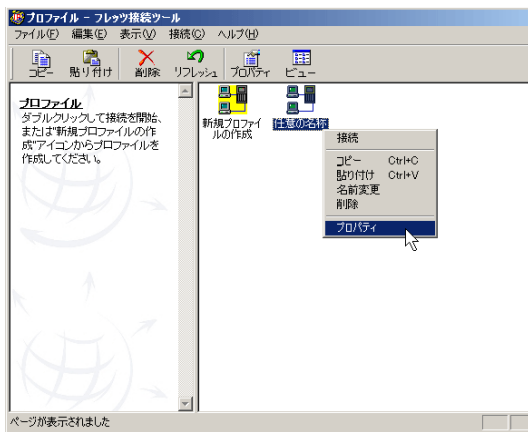 プロファイル - フレッツ接続ツール
ファイル(F) 編集(E) 表示(V) 接続(C) ヘルプ(H)
コピー 貼り付け 削除 リフレッシュ プロパティ ビュー
プロファイル
ダブルクリックして接続を開始、
または"新規プロファイルの作
成"アイコンからプロファイルを
作成してください。
新規プロファイ
ルの作成
任意の名称
接続
コピー Ctrl+C
貼り付け Ctrl+V
名前変更
削除
プロパティ
ページが表示されました